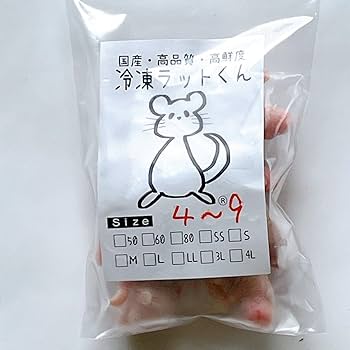 国産・高品質・高鮮度
冷凍ラットくん
®
Size 4～9
□50 □60 □80 □SS □S
□M □L □LL □3L □4L